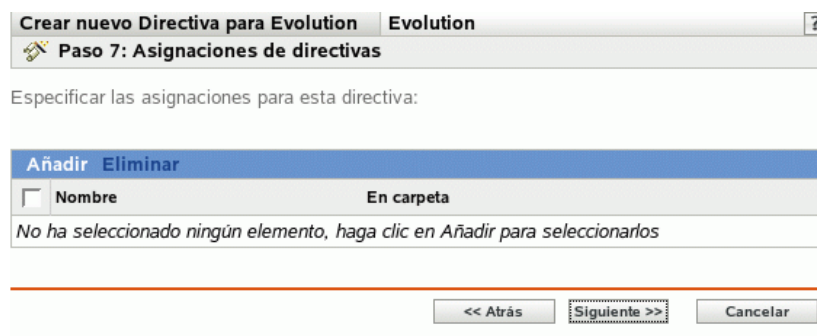 Crear nuevo Directiva para Evolution Evolution ?
Paso 7: Asignaciones de directivas
Especificar las asignaciones para esta directiva:
Añadir Eliminar
Nombre En carpeta
No ha seleccionado ningún elemento, haga clic en Añadir para seleccionarlos
<< Atrás Siguiente >> Cancelar